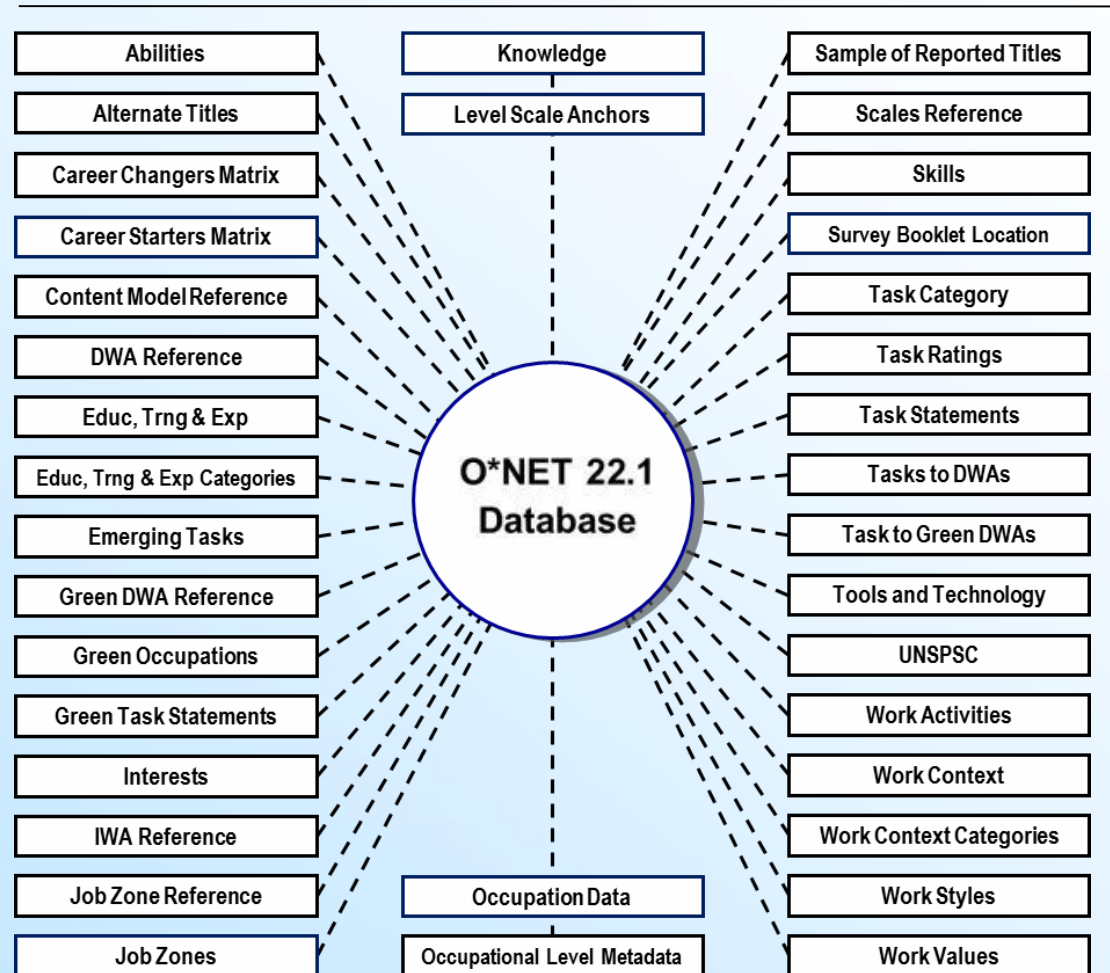 Abilities
Alternate Titles
Career Changers Matrix
Career Starters Matrix
Content Model Reference
DWA Reference
Educ, Trng & Exp
Educ, Trng & Exp Categories
Emerging Tasks
Green DWA Reference
Green Occupations
Green Task Statements
Interests
IWA Reference
Job Zone Reference
Job Zones
Knowledge
Level Scale Anchors
O*NET 22.1
Database
Occupation Data
Occupational Level Metadata
Sample of Reported Titles
Scales Reference
Skills
Survey Booklet Location
Task Category
Task Ratings
Task Statements
Tasks to DWAs
Task to Green DWAs
Tools and Technology
UNSPSC
Work Activities
Work Context
Work Context Categories
Work Styles
Work Values